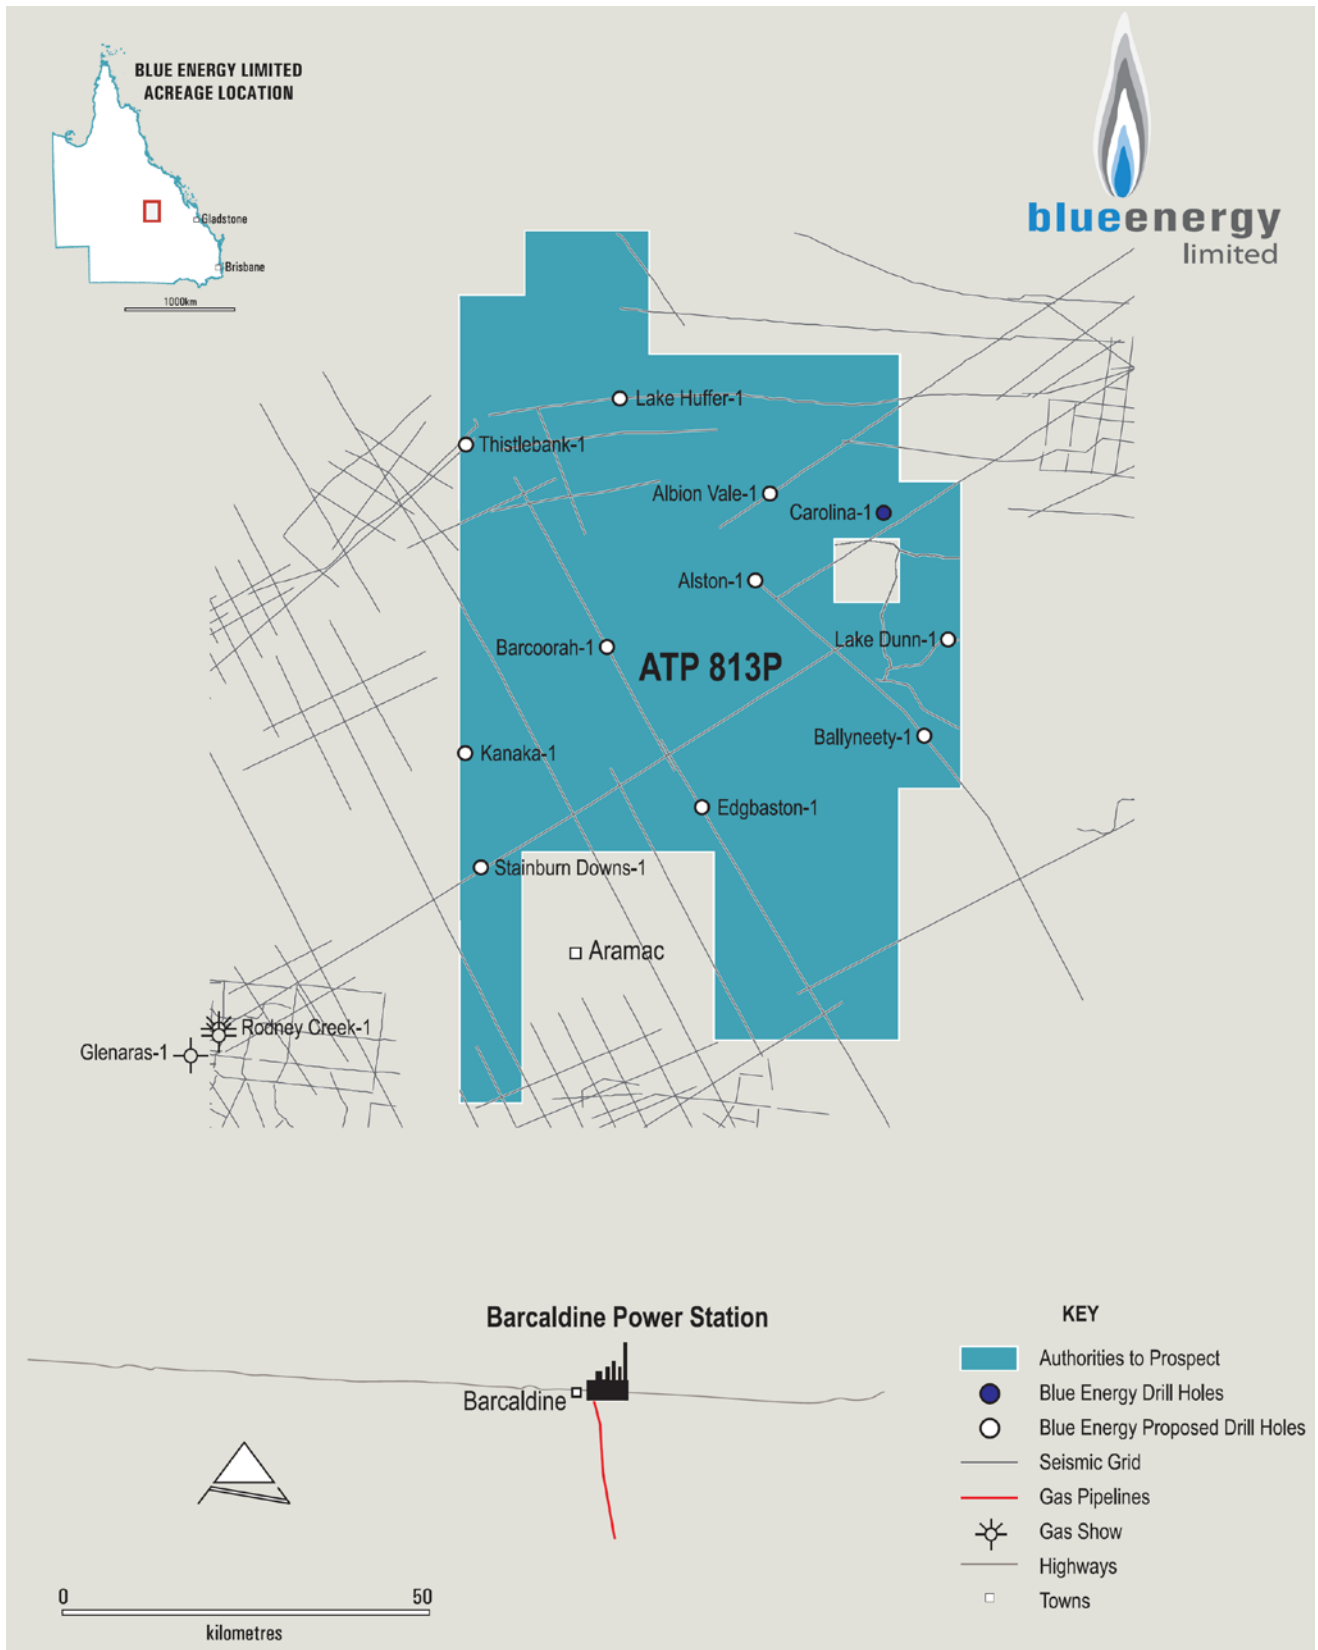 BLUE ENERGY LIMITED
ACREAGE LOCATION
Gladstone
Brisbane
1000km
blueenergy
limited
Lake Huffer-1
Thistlebank-1
Albion Vale-1
Carolina-1
Alston-1
Lake Dunn-1
Barcoorah-1
ATP 813P
Ballyneety-1
Kanaka-1
Edgbaston-1
Stainburn Downs-1
Aramac
Rodney Creek-1
Glenaras-1
Barcaldine Power Station
Barcaldine
KEY
Authorities to Prospect
Blue Energy Drill Holes
Blue Energy Proposed Drill Holes
Seismic Grid
Gas Pipelines
Gas Show
Highways
Towns
0 50
kilometres